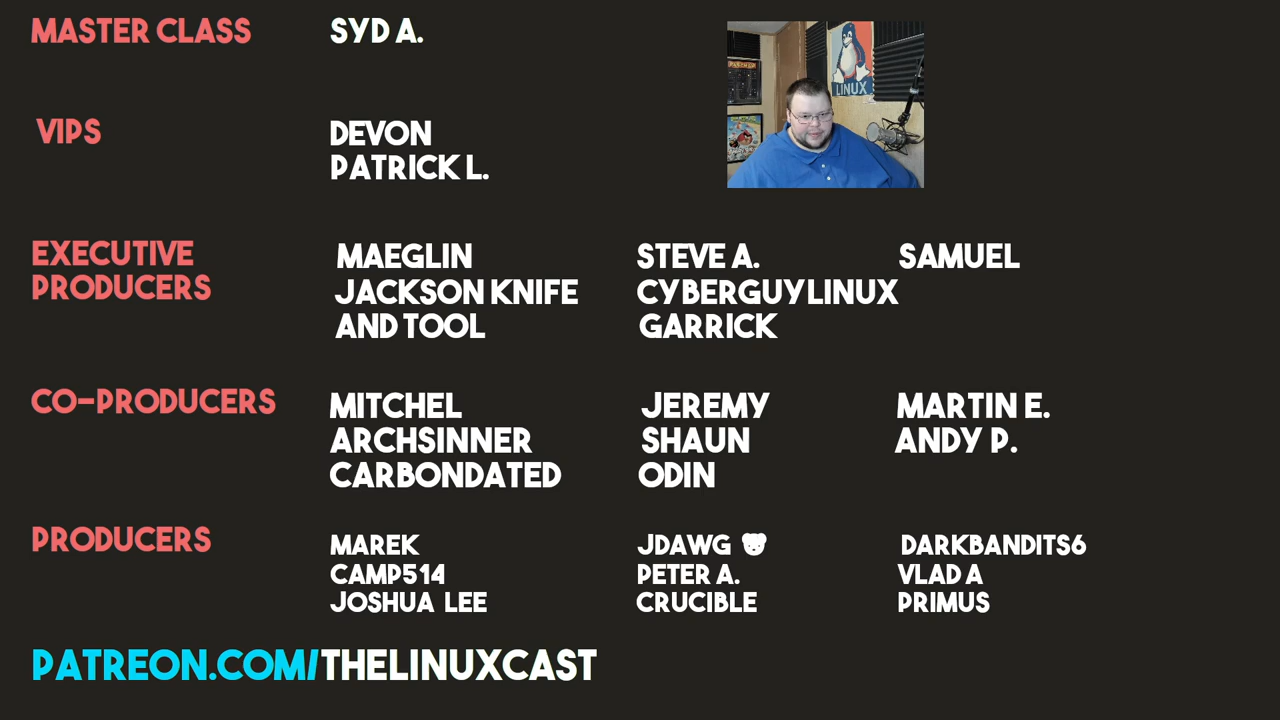 MASTER CLASS
SYD A.
LINUX
VIPS
DEVON
PATRICK L.
EXECUTIVE
PRODUCERS
MAEGLIN
JACKSON KNIFE
AND TOOL
STEVE A.
CYBERGUYLINUX
GARRICK
SAMUEL
CO-PRODUCERS
MITCHEL
ARCHSINNER
CARBONDATED
JEREMY
SHAUN
ODIN
MARTIN E.
ANDY P.
PRODUCERS
MAREK
CAMP514
JOSHUA LEE
JDAWG
PETER A.
CRUCIBLE
DARKBANDITS6
VLAD A
PRIMUS
PATREON.COM/THELINUXCAST